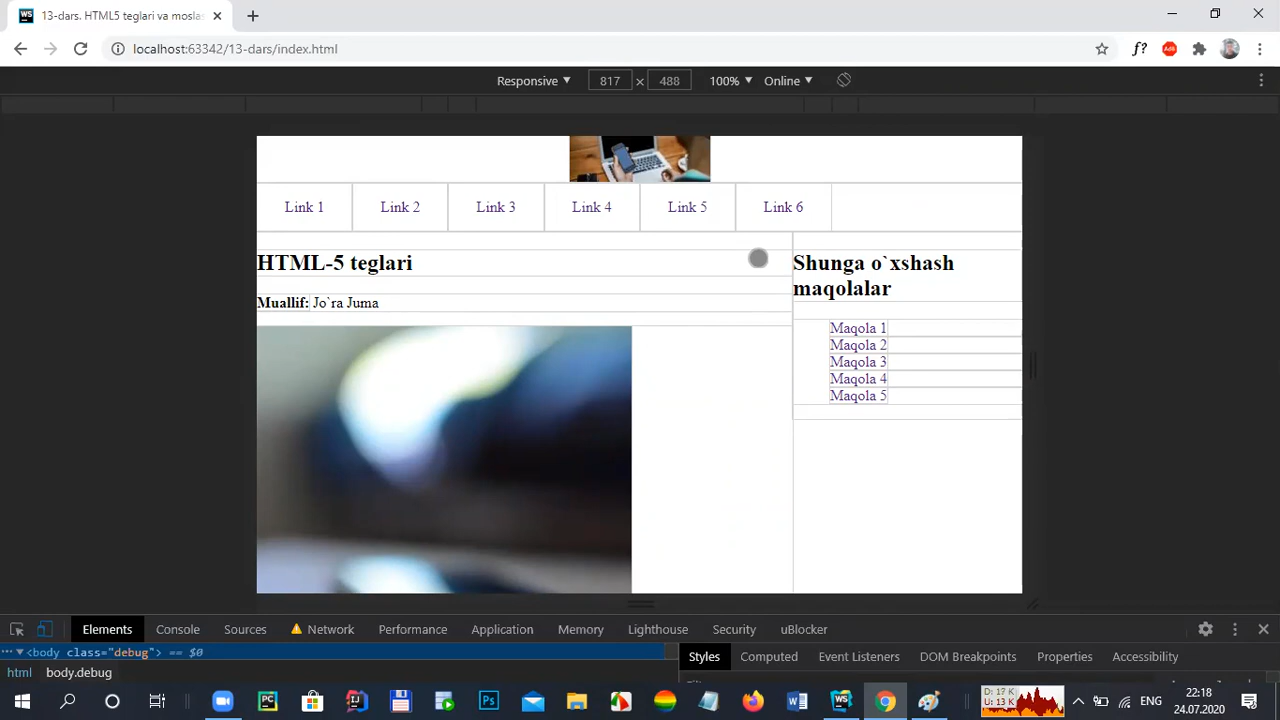 13-dars. HTML5 teglari va moslas
localhost:63342/13-dars/index.html
f?
Responsive 817 × 488 100% Online
Link 1 Link 2 Link 3 Link 4 Link 5 Link 6
HTML-5 teglari
Muallif: Jo`ra Juma
Shunga o`xshash
maqolalar
Maqola 1
Maqola 2
Maqola 3
Maqola 4
Maqola 5
Elements Console Sources Network Performance Application Memory Lighthouse Security uBlocker
<body class="debug"> == $0
html body.debug
Styles Computed Event Listeners DOM Breakpoints Properties Accessibility
D: 17 K
U: 13 K
ENG
22:18
24.07.2020